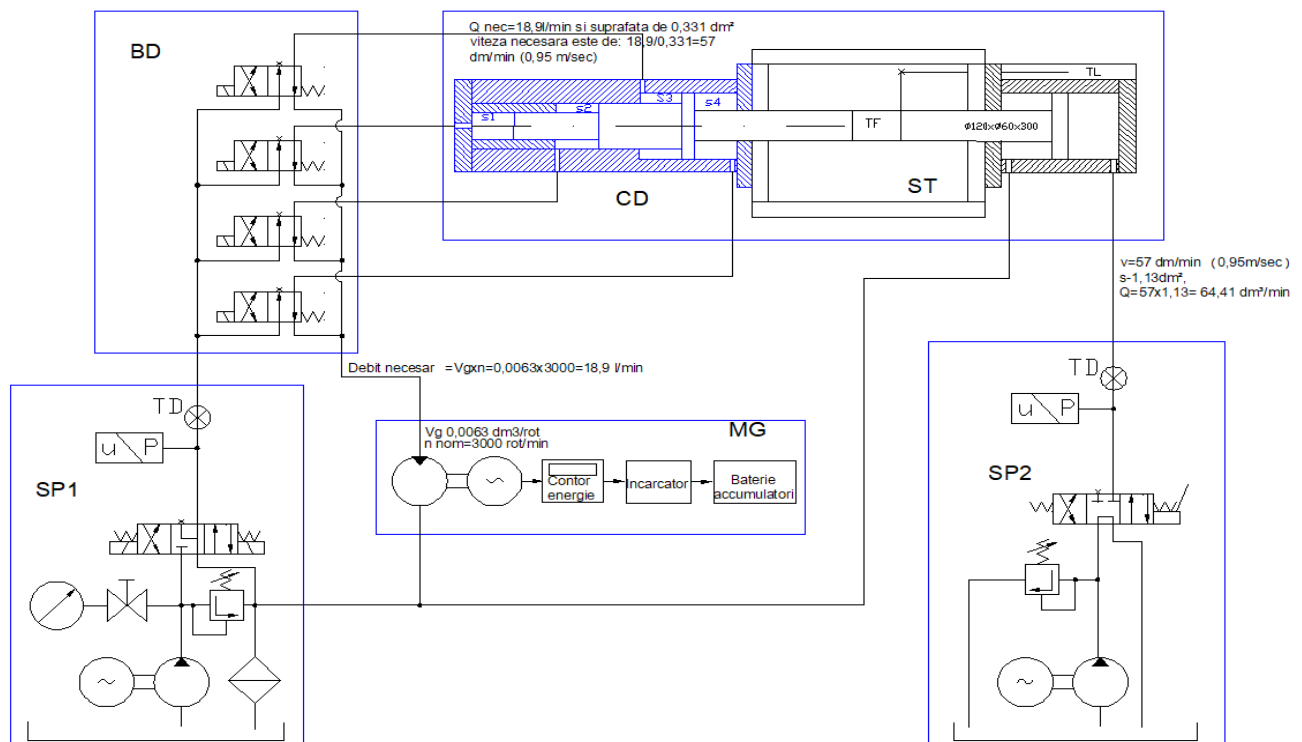 BD
Q nec=18,9l/min si suprafata de 0,331 dm²
viteza necesara este de: 18,9/0,331=57
dm/min (0,95 m/sec)
TL
s1
s2
S3
s4
TF
Ø120xØ60x300
CD
ST
v=57 dm/min (0,95m/sec)
s-1,13dm²,
Q=57x1,13= 64,41 dm³/min
Debit necesar =Vgxn=0,0063x3000=18,9 l/min
TD
u P
SP1
Vg 0,0063 dm3/rot
n nom=3000 rot/min
MG
Contor
energie
Incarcator
Baterie
accumulatori
TD
u P
SP2